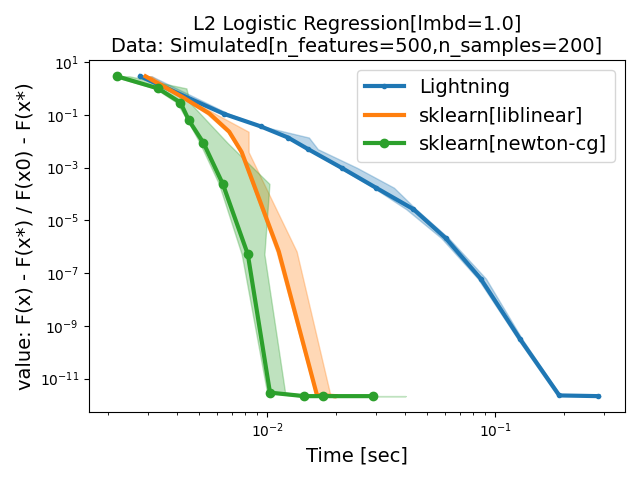 L2 Logistic Regression[lmbd=1.0]
Data: Simulated[n_features=500,n_samples=200]
value: F(x) - F(x*) / F(x0) - F(x*)
10¹
10⁻¹
10⁻³
10⁻⁵
10⁻⁷
10⁻⁹
10⁻¹¹
Lightning
sklearn[liblinear]
sklearn[newton-cg]
10⁻²
10⁻¹
Time [sec]